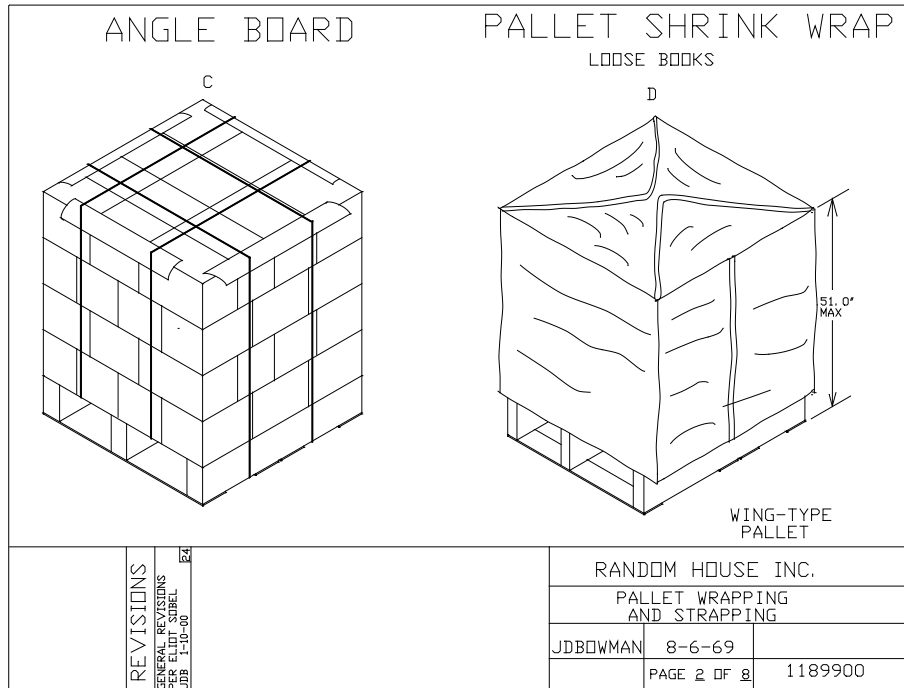 ANGLE BOARD
C
PALLET SHRINK WRAP
LOOSE BOOKS
D
51.0"
MAX
WING-TYPE
PALLET
REVISIONS
GENERAL REVISIONS
PER ELIOT SOBEL
JDB 1-10-00
24
RANDOM HOUSE INC.
PALLET WRAPPING
AND STRAPPING
JDBOWMAN 8-6-69
PAGE 2 OF 8 1189900